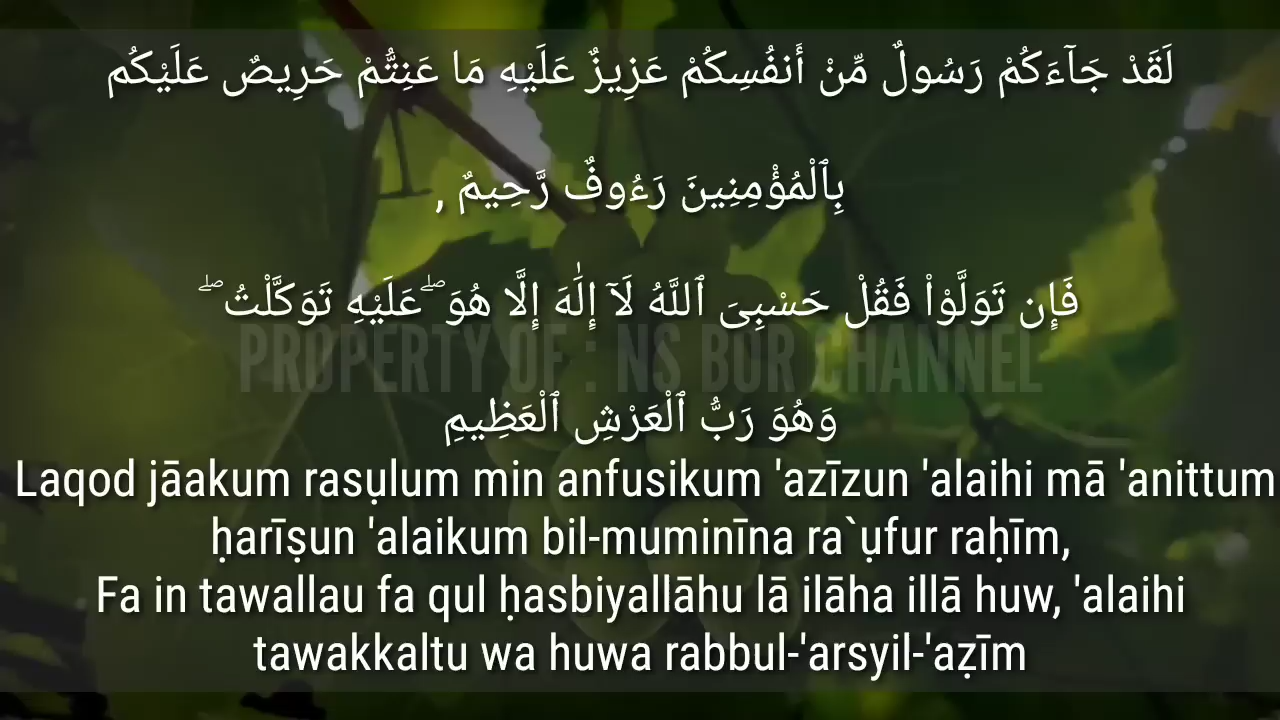 لَقَدْ جَآءَكُمْ رَسُولٌ مِّنْ أَنفُسِكُمْ عَزِيزٌ عَلَيْهِ مَا عَنِتُّمْ حَرِيصٌ عَلَيْكُم
بِٱلْمُؤْمِنِينَ رَءُوفٌ رَّحِيمٌ ,
فَإِن تَوَلَّوْا۟ فَقُلْ حَسْبِىَ ٱللَّهُ لَآ إِلَٰهَ إِلَّا هُوَ ۖ عَلَيْهِ تَوَكَّلْتُ ۖ
PROPERTY OF : NS BOR CHANNEL
وَهُوَ رَبُّ ٱلْعَرْشِ ٱلْعَظِيمِ
Laqod jāakum rasụlum min anfusikum 'azīzun 'alaihi mā 'anittum
ḥarīṣun 'alaikum bil-muminīna ra`ụfur raḥīm,
Fa in tawallau fa qul ḥasbiyallāhu lā ilāha illā huw, 'alaihi
tawakkaltu wa huwa rabbul-'arsyil-'aẓīm